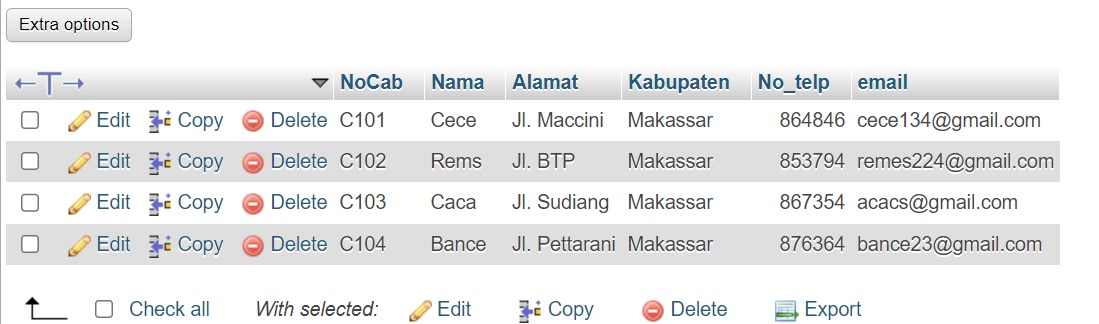 Extra options
NoCab Nama Alamat Kabupaten No_telp email
Edit Copy Delete C101 Cece Jl. Maccini Makassar 864846 cece134@gmail.com
Edit Copy Delete C102 Rems Jl. BTP Makassar 853794 remes224@gmail.com
Edit Copy Delete C103 Caca Jl. Sudiang Makassar 867354 acacs@gmail.com
Edit Copy Delete C104 Bance Jl. Pettarani Makassar 876364 bance23@gmail.com
Check all With selected: Edit Copy Delete Export